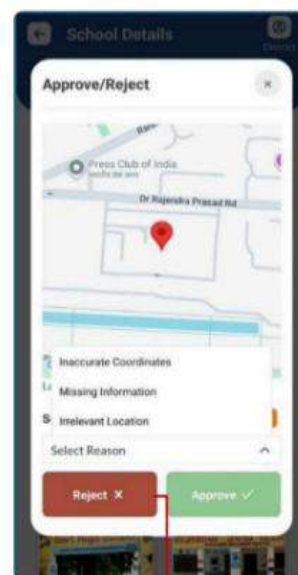 School Details
District
Approve/Reject
Press Club of India
Dr Rajendra Prasad Rd
Inaccurate Coordinates
Missing Information
Irrelevant Location
Select Reason
Reject ×
Approve ✓